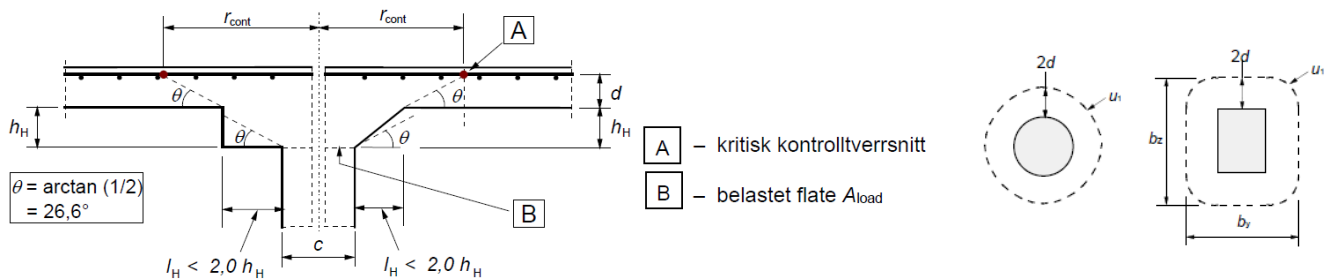 r_cont
r_cont
A
θ
θ
d
h_H
θ
θ
h_H
θ = arctan (1/2)
= 26,6°
B
l_H < 2,0 h_H
c
l_H < 2,0 h_H
A – kritisk kontrolltverrsnitt
B – belastet flate A_load
2d
u_1
2d
u_1
b_z
b_y